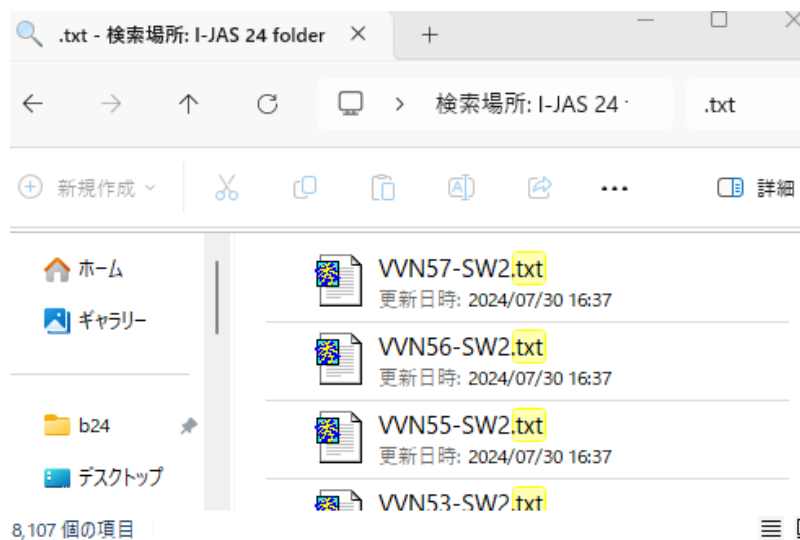 .txt - 検索場所: I-JAS 24 folder
検索場所: I-JAS 24
.txt
新規作成
詳細
ホーム
ギャラリー
b24
デスクトップ
VVN57-SW2.txt
更新日時: 2024/07/30 16:37
VVN56-SW2.txt
更新日時: 2024/07/30 16:37
VVN55-SW2.txt
更新日時: 2024/07/30 16:37
VVN53-SW2.txt
8,107 個の項目